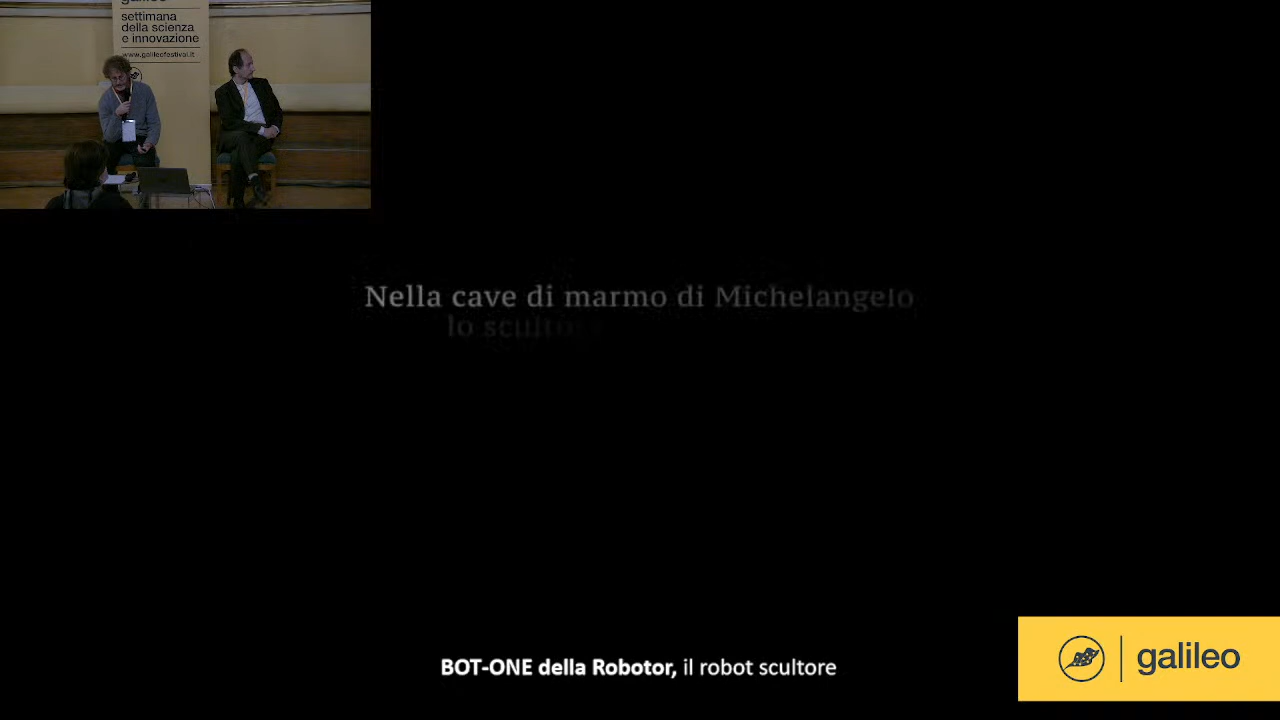 galileo
settimana
della scienza
e innovazione
www.galileofestival.it
Nella cave di marmo di Michelangelo
lo scultore
BOT-ONE della Robotor, il robot scultore
galileo